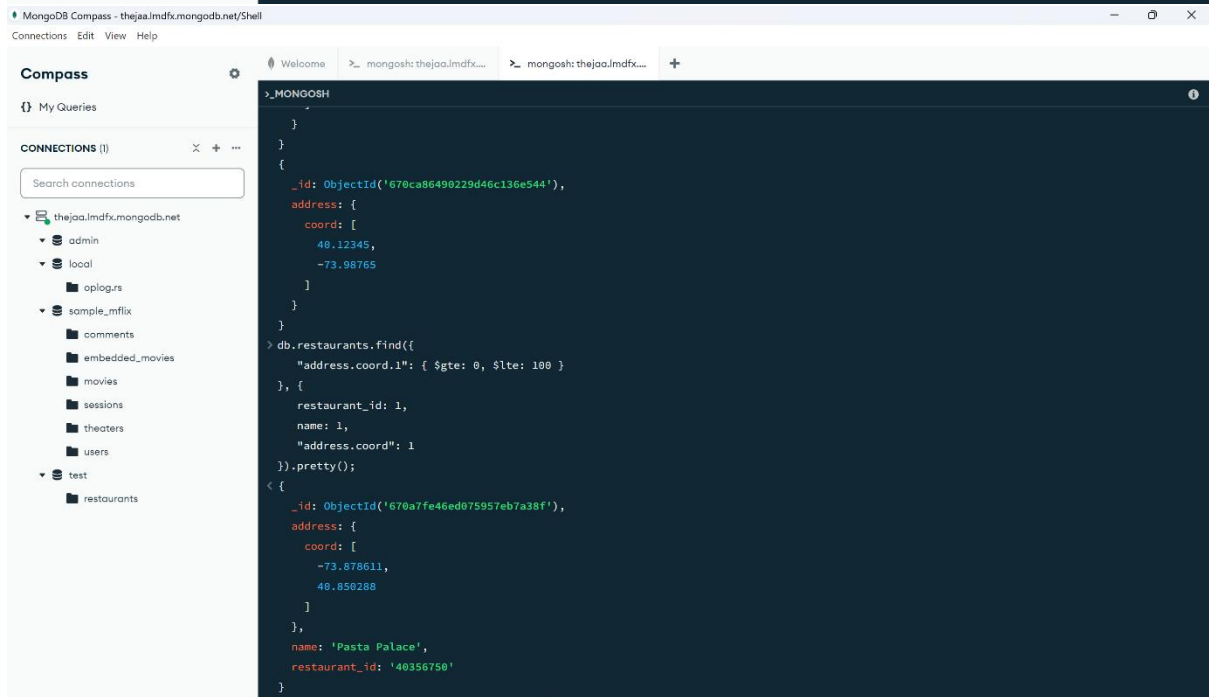 MongoDB Compass - thejaa.lmdfx.mongodb.net/Shell
Connections Edit View Help
Compass
{} My Queries
CONNECTIONS (1)
Search connections
thejaa.lmdfx.mongodb.net
admin
local
oplog.rs
sample_mflix
comments
embedded_movies
movies
sessions
theaters
users
test
restaurants
Welcome
>_ mongosh: thejaa.lmdfx....
>_ mongosh: thejaa.lmdfx....
+
>_MONGOSH
}
}
{
_id: ObjectId('670ca86490229d46c136e544'),
address: {
coord: [
40.12345,
-73.98765
]
}
}
> db.restaurants.find({
"address.coord.1": { $gte: 0, $lte: 100 }
}, {
restaurant_id: 1,
name: 1,
"address.coord": 1
}).pretty();
< {
_id: ObjectId('670a7fe46ed075957eb7a38f'),
address: {
coord: [
-73.878611,
40.850288
]
},
name: 'Pasta Palace',
restaurant_id: '40356750'
}